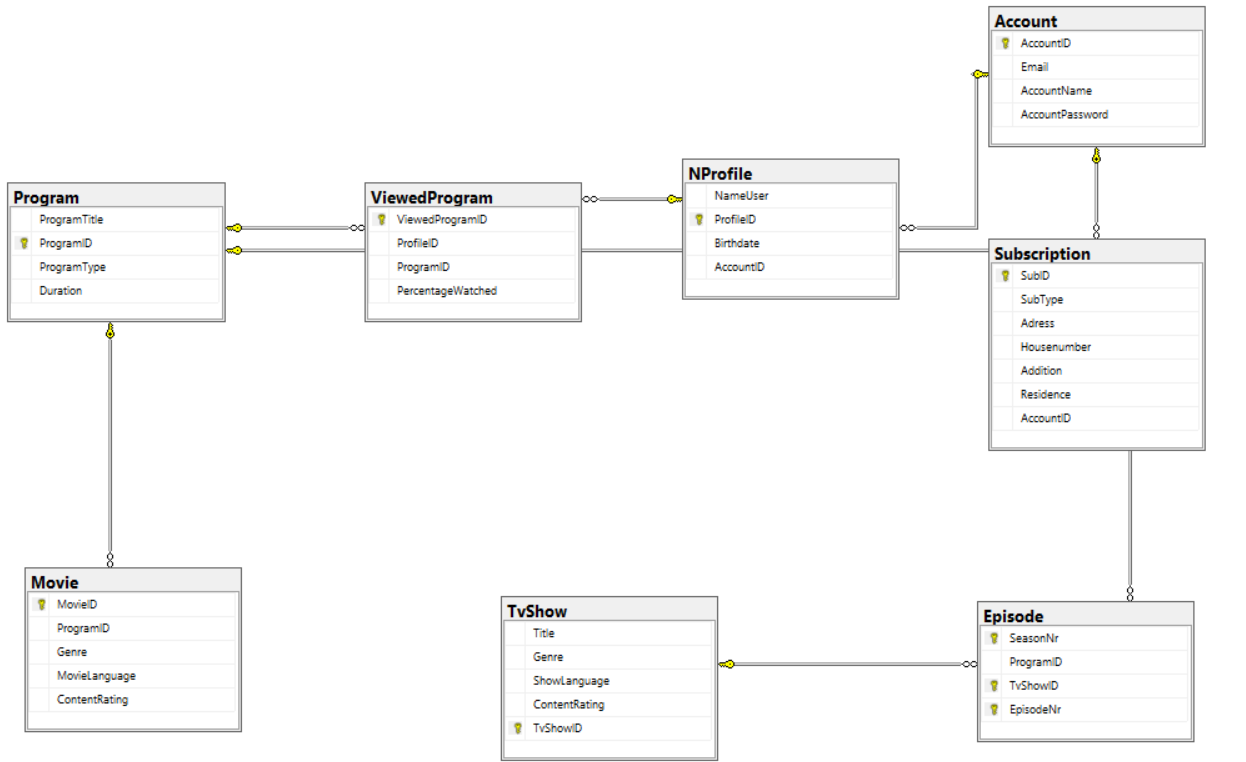 Account
AccountID
Email
AccountName
AccountPassword
NProfile
NameUser
ProfileID
Birthdate
AccountID
Program
ProgramTitle
ProgramID
ProgramType
Duration
ViewedProgram
ViewedProgramID
ProfileID
ProgramID
PercentageWatched
Subscription
SubID
SubType
Adress
Housenumber
Addition
Residence
AccountID
Movie
MovieID
ProgramID
Genre
MovieLanguage
ContentRating
TvShow
Title
Genre
ShowLanguage
ContentRating
TvShowID
Episode
SeasonNr
ProgramID
TvShowID
EpisodeNr